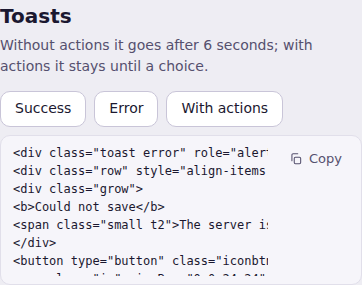 Toasts
Without actions it goes after 6 seconds; with
actions it stays until a choice.
Success
Error
With actions
Copy
<div class="toast error" role="aler
<div class="row" style="align-items
<div class="grow">
<b>Could not save</b>
<span class="small t2">The server is
</div>
<button type="button" class="iconbtn